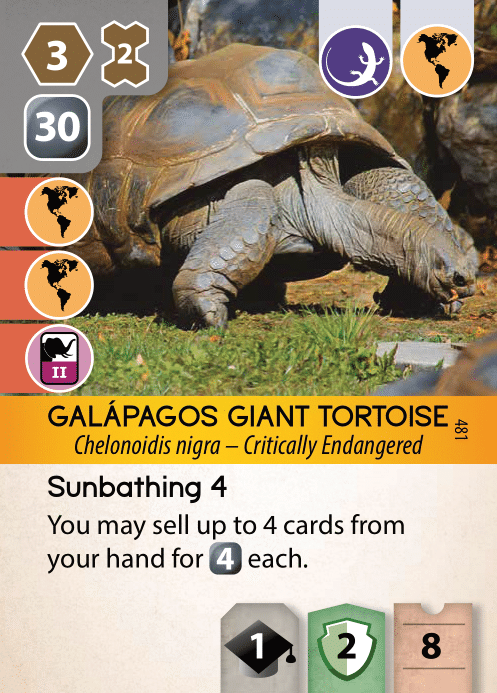 3
2
30
II
GALÁPAGOS GIANT TORTOISE
Chelonoidis nigra – Critically Endangered
481
Sunbathing 4
You may sell up to 4 cards from
your hand for 4 each.
1
2
8